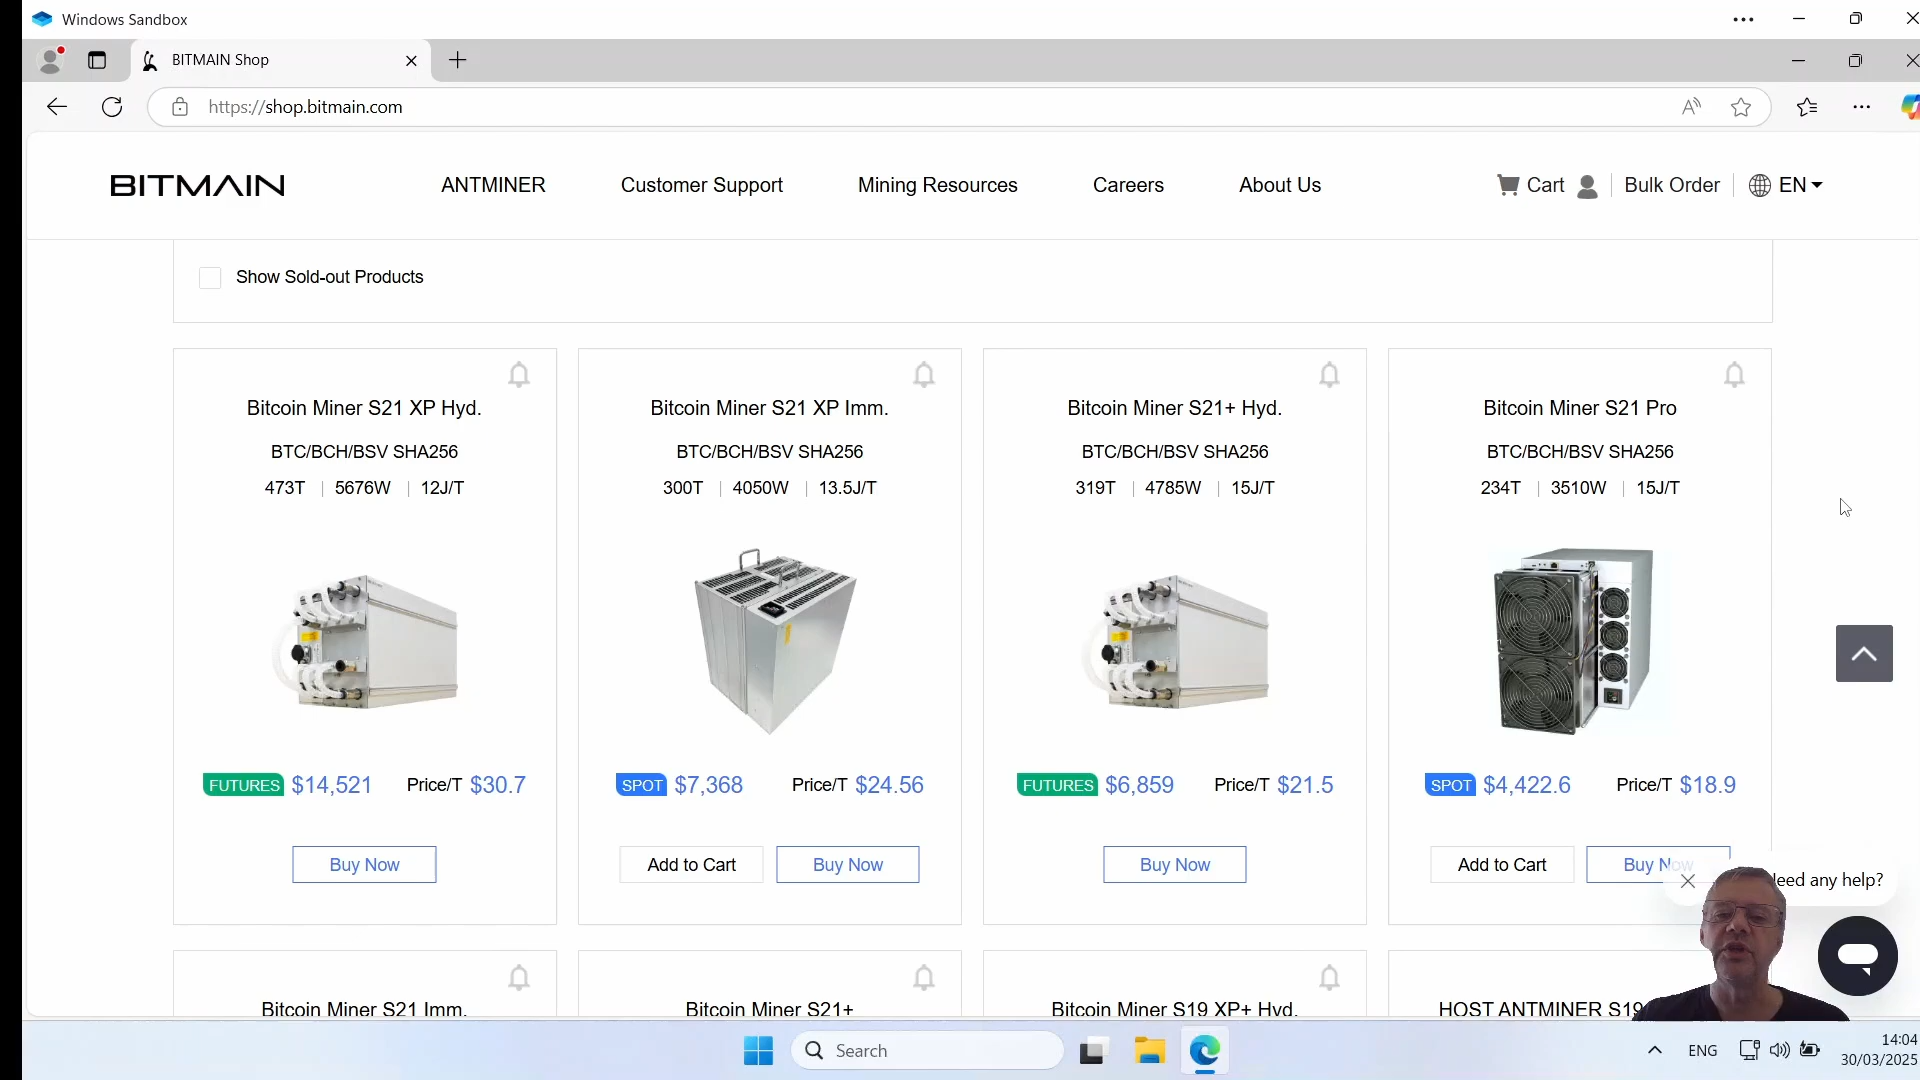 Windows Sandbox
BITMAIN Shop
https://shop.bitmain.com
BITMAIN
ANTMINER
Customer Support
Mining Resources
Careers
About Us
Cart
Bulk Order
EN
Show Sold-out Products
Bitcoin Miner S21 XP Hyd.
BTC/BCH/BSV SHA256
473T | 5676W | 12J/T
FUTURES $14,521 Price/T $30.7
Buy Now
Bitcoin Miner S21 XP Imm.
BTC/BCH/BSV SHA256
300T | 4050W | 13.5J/T
SPOT $7,368 Price/T $24.56
Add to Cart Buy Now
Bitcoin Miner S21+ Hyd.
BTC/BCH/BSV SHA256
319T | 4785W | 15J/T
FUTURES $6,859 Price/T $21.5
Buy Now
Bitcoin Miner S21 Pro
BTC/BCH/BSV SHA256
234T | 3510W | 15J/T
SPOT $4,422.6 Price/T $18.9
Add to Cart Buy Now
any help?
Bitcoin Miner S21 Imm.
Bitcoin Miner S21+
Bitcoin Miner S19 XP+ Hyd.
HOST ANTMINER S19
Search
ENG
14:04
30/03/2025